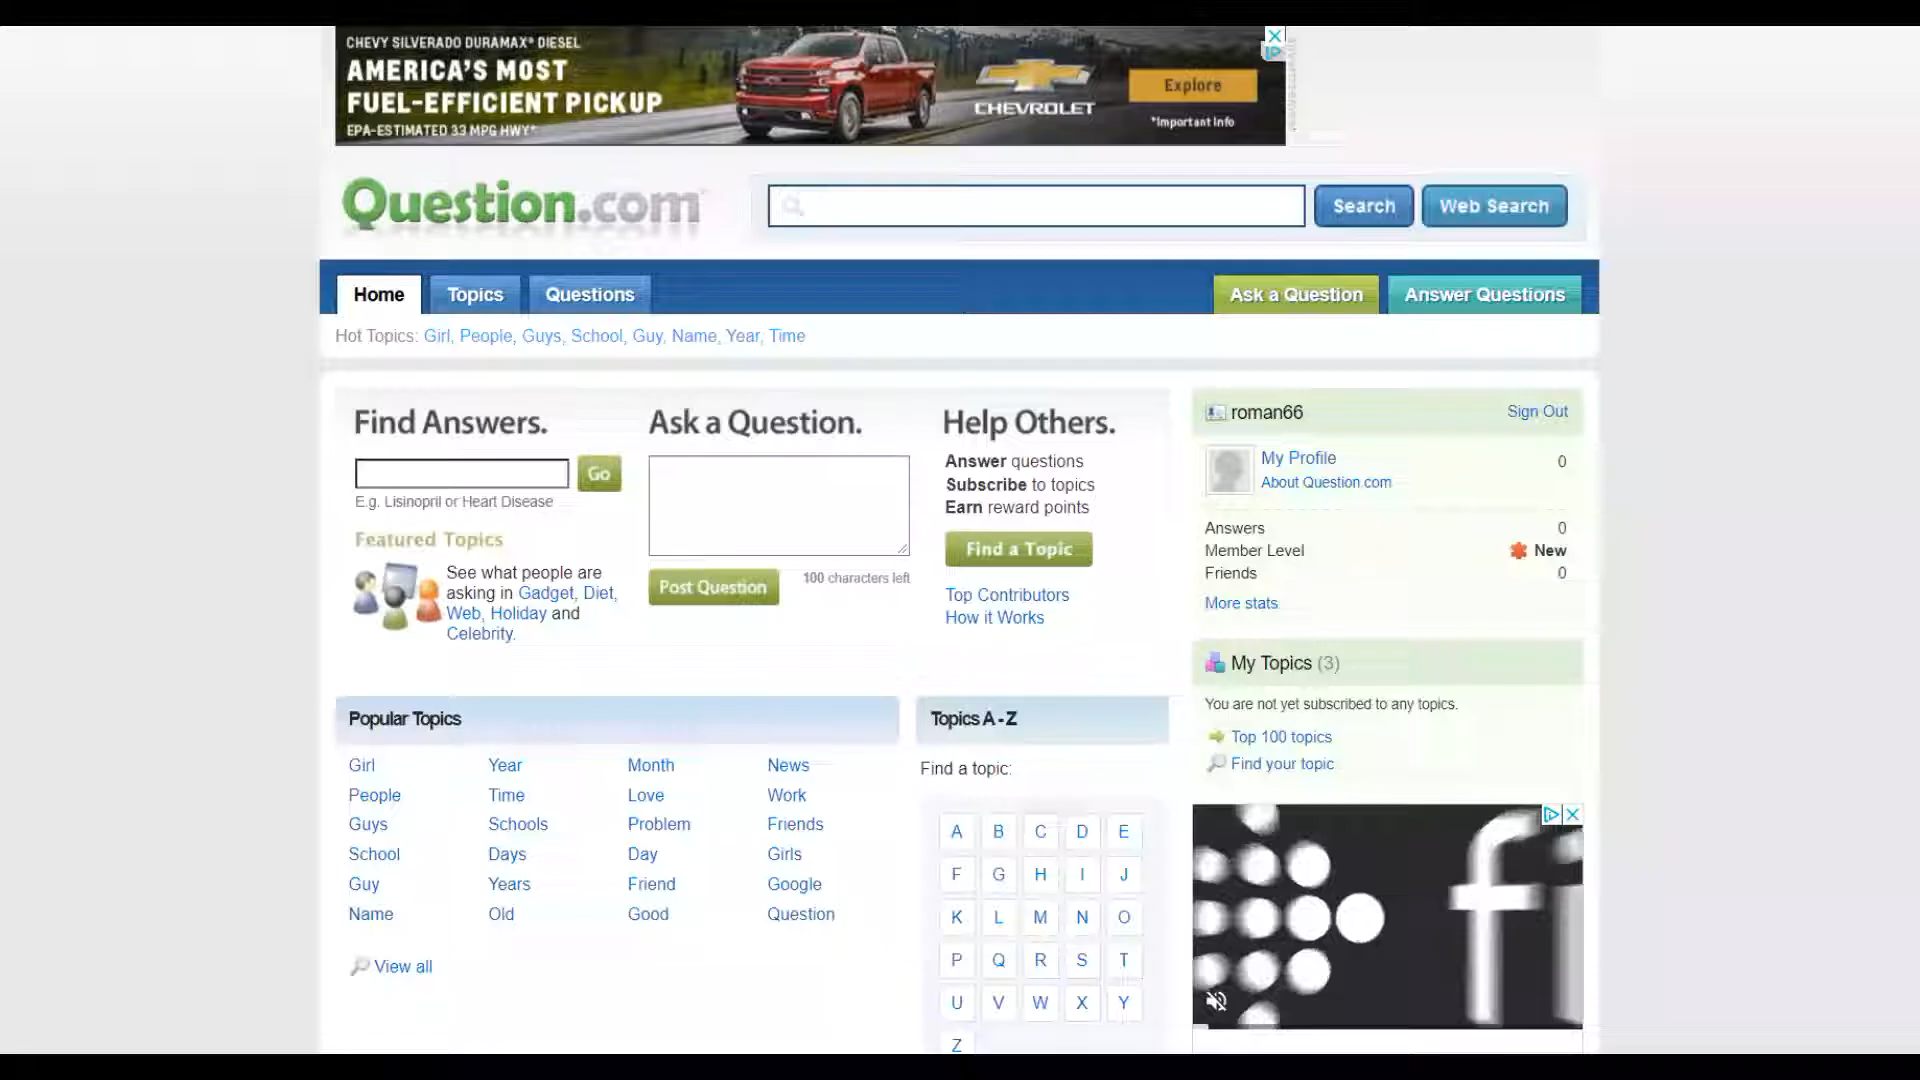 CHEVY SILVERADO DURAMAX® DIESEL
AMERICA'S MOST
FUEL-EFFICIENT PICKUP
EPA-ESTIMATED 33 MPG HWY*
CHEVROLET
Explore
*Important Info
Question.com
Search
Web Search
Home
Topics
Questions
Ask a Question
Answer Questions
Hot Topics: Girl, People, Guys, School, Guy, Name, Year, Time
Find Answers.
Go
E.g. Lisinopril or Heart Disease
Featured Topics
See what people are
asking in Gadget, Diet,
Web, Holiday and
Celebrity.
Ask a Question.
Post Question
100 characters left
Help Others.
Answer questions
Subscribe to topics
Earn reward points
Find a Topic
Top Contributors
How it Works
roman66
Sign Out
My Profile
0
About Question.com
Answers 0
Member Level New
Friends 0
More stats
My Topics (3)
You are not yet subscribed to any topics.
Top 100 topics
Find your topic
Popular Topics
Girl Year Month News
People Time Love Work
Guys Schools Problem Friends
School Days Day Girls
Guy Years Friend Google
Name Old Good Question
View all
Topics A - Z
Find a topic:
A B C D E
F G H I J
K L M N O
P Q R S T
U V W X Y
Z